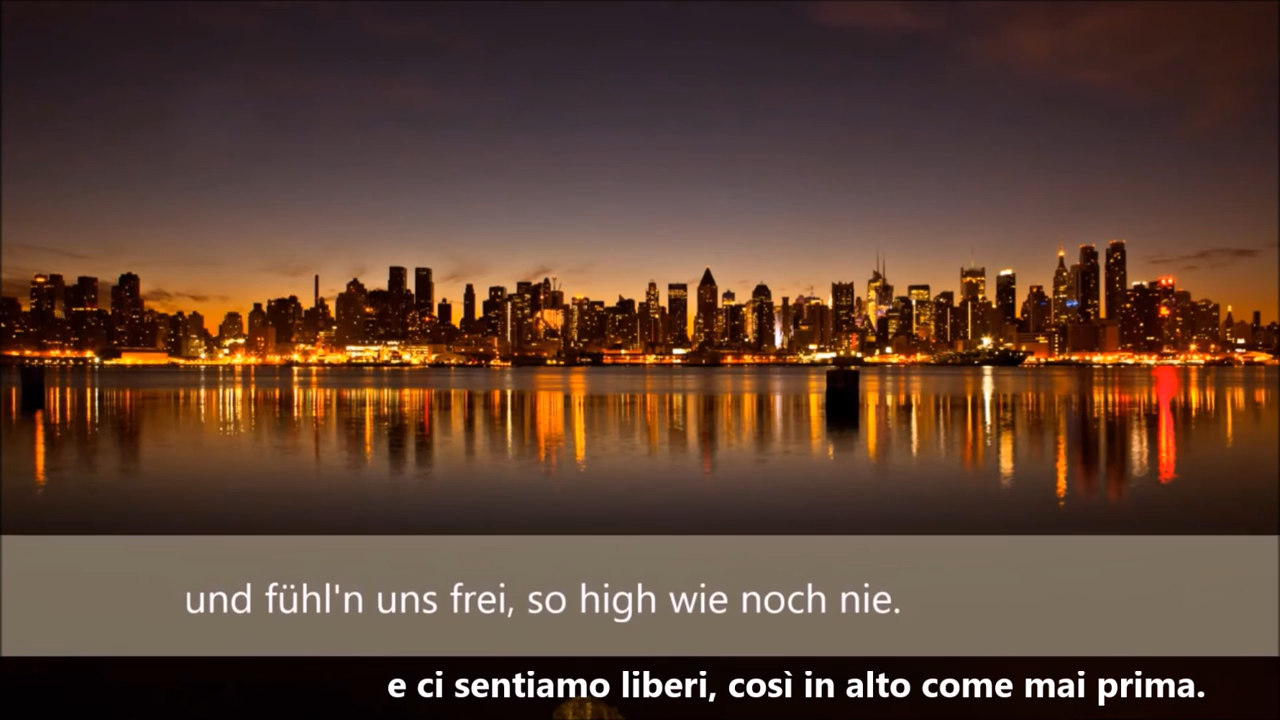 und fühl'n uns frei, so high wie noch nie.
e ci sentiamo liberi, così in alto come mai prima.